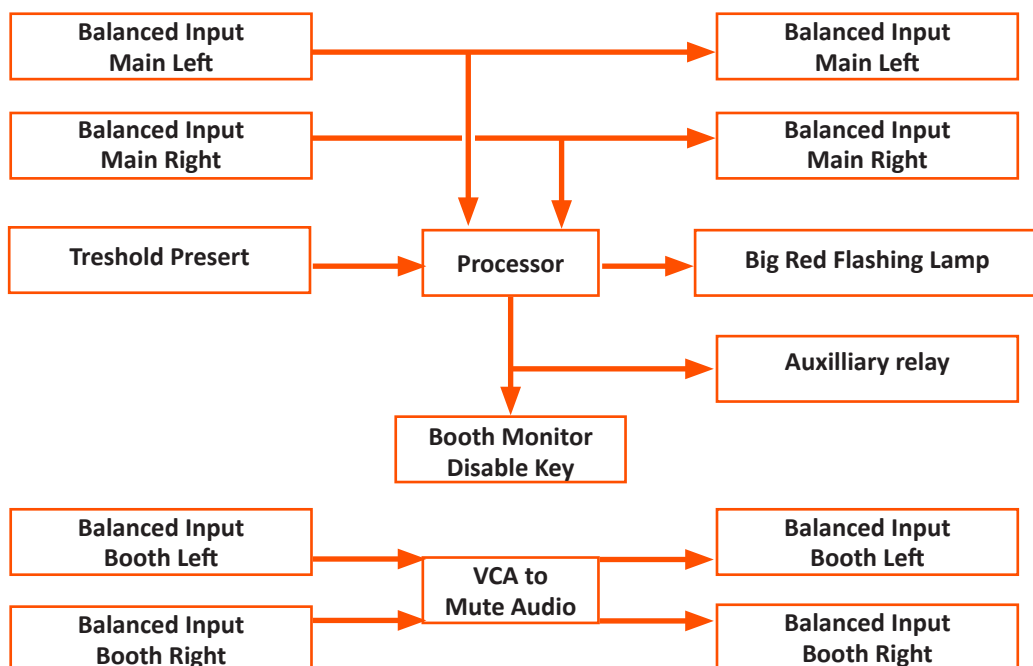 Balanced Input
Main Left
Balanced Input
Main Left
Balanced Input
Main Right
Balanced Input
Main Right
Treshold Presert
Processor
Big Red Flashing Lamp
Auxilliary relay
Booth Monitor
Disable Key
Balanced Input
Booth Left
Balanced Input
Booth Left
VCA to
Mute Audio
Balanced Input
Booth Right
Balanced Input
Booth Right